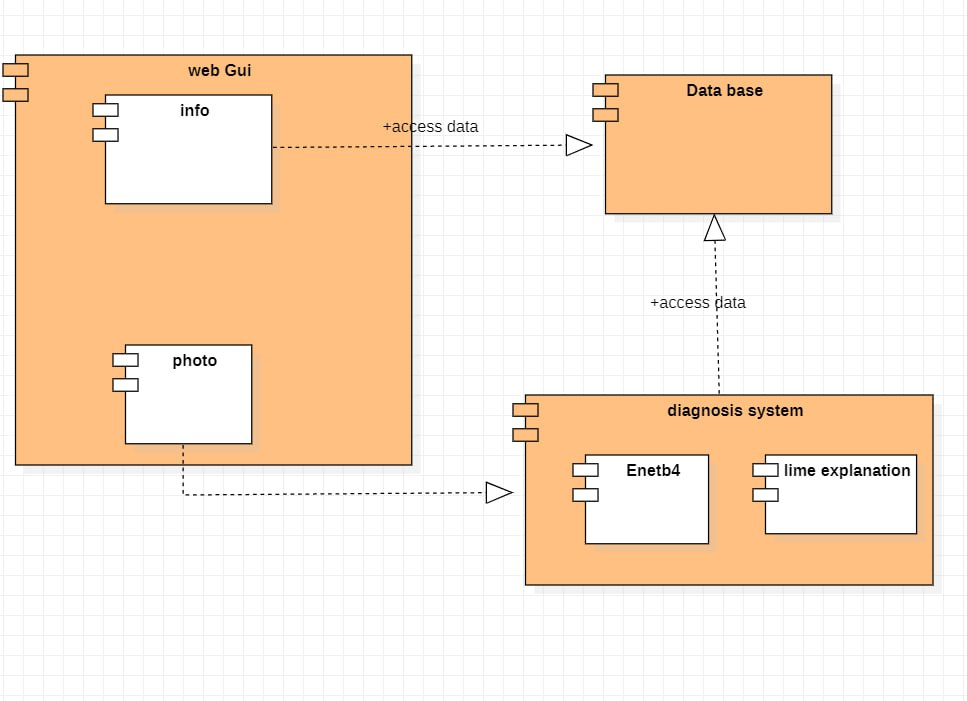 web Gui
info
+access data
Data base
photo
+access data
diagnosis system
Enetb4
lime explanation